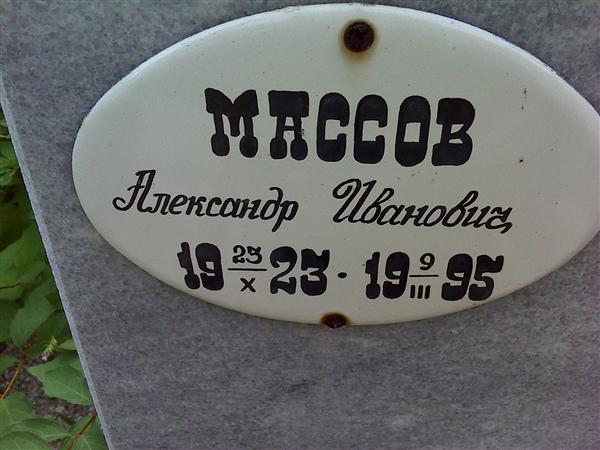 МАССОВ
Александр Иванович
19 23/X 23 · 19 9/III 95